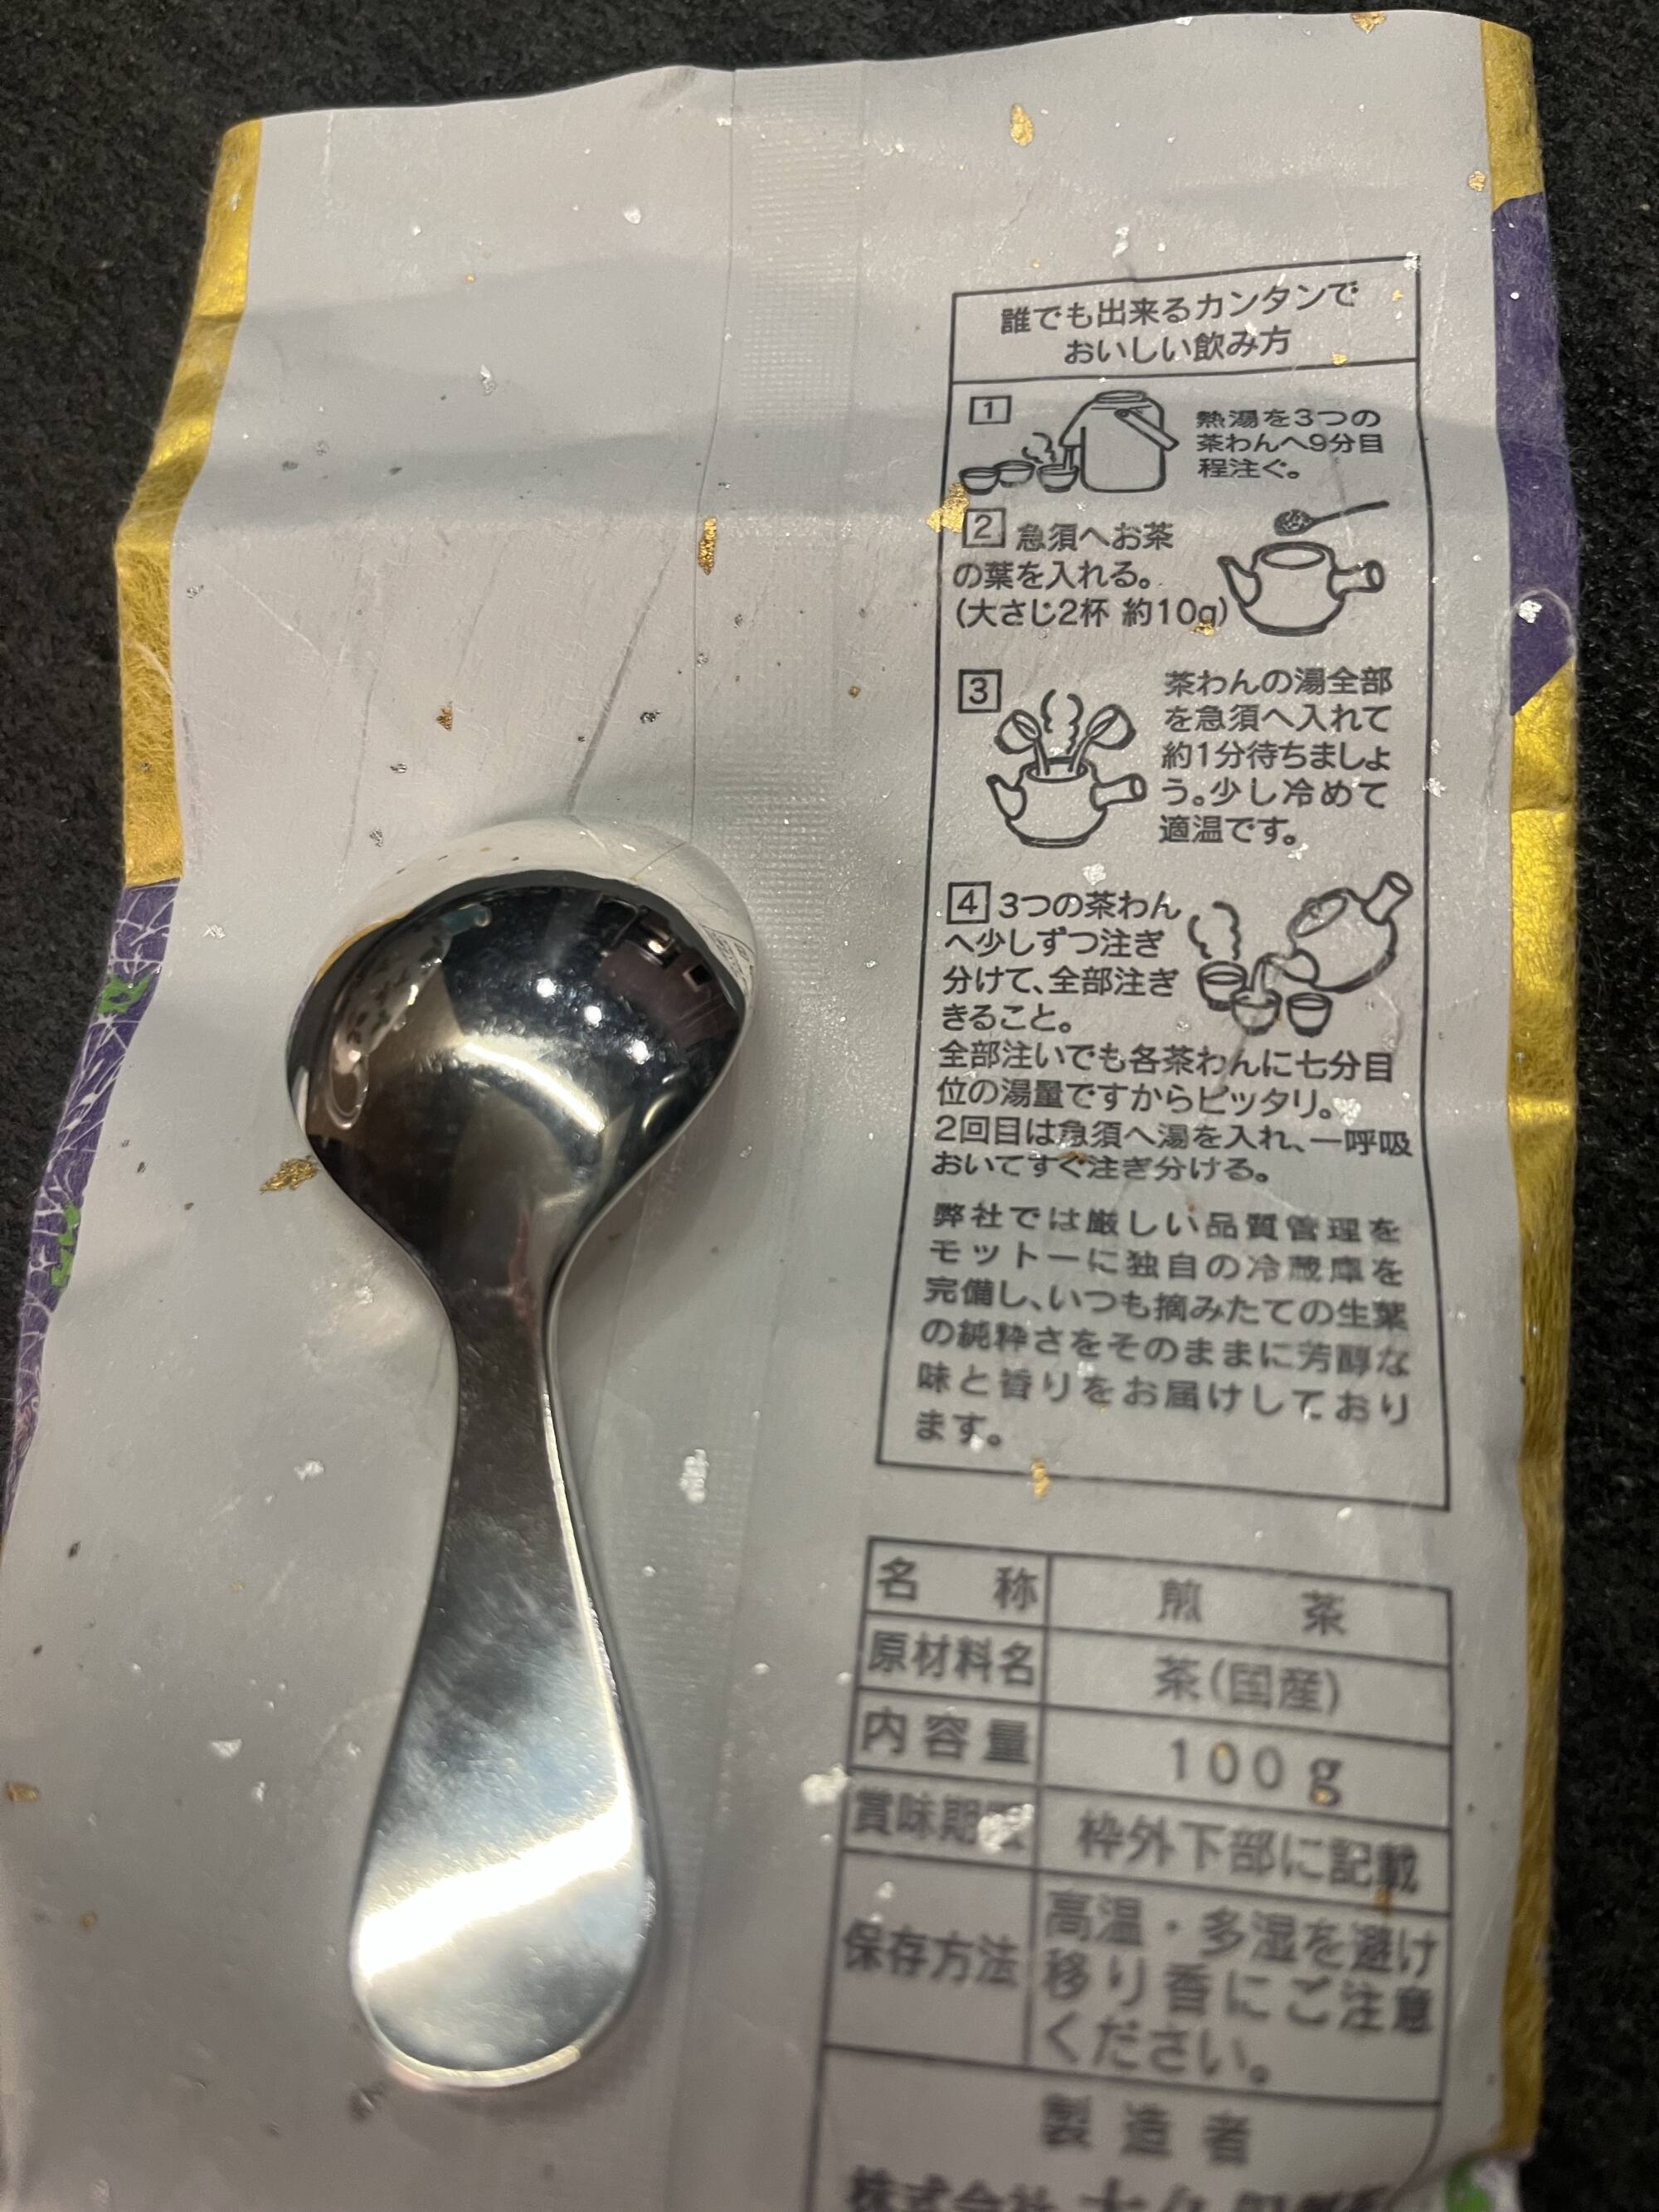 誰でも出来るカンタンで
おいしい飲み方
1
熱湯を3つの
茶わんへ9分目
程注ぐ。
2 急須へお茶
の葉を入れる。
(大さじ2杯 約10g)
3
茶わんの湯全部
を急須へ入れて
約1分待ちましょ
う。少し冷めて
適温です。
4 3つの茶わん
へ少しずつ注ぎ
分けて、全部注ぎ
きること。
全部注いでも各茶わんに七分目
位の湯量ですからピッタリ。
2回目は急須へ湯を入れ、一呼吸
おいてすぐ注ぎ分ける。
弊社では厳しい品質管理を
モットーに独自の冷蔵庫を
完備し、いつも摘みたての生葉
の純粋さをそのままに芳醇な
味と香りをお届けしており
ます。
名称 煎茶
原材料名 茶(国産)
内容量 100g
賞味期限 枠外下部に記載
保存方法 高温・多湿を避け
移り香にご注意
ください。
製造者
株式会社